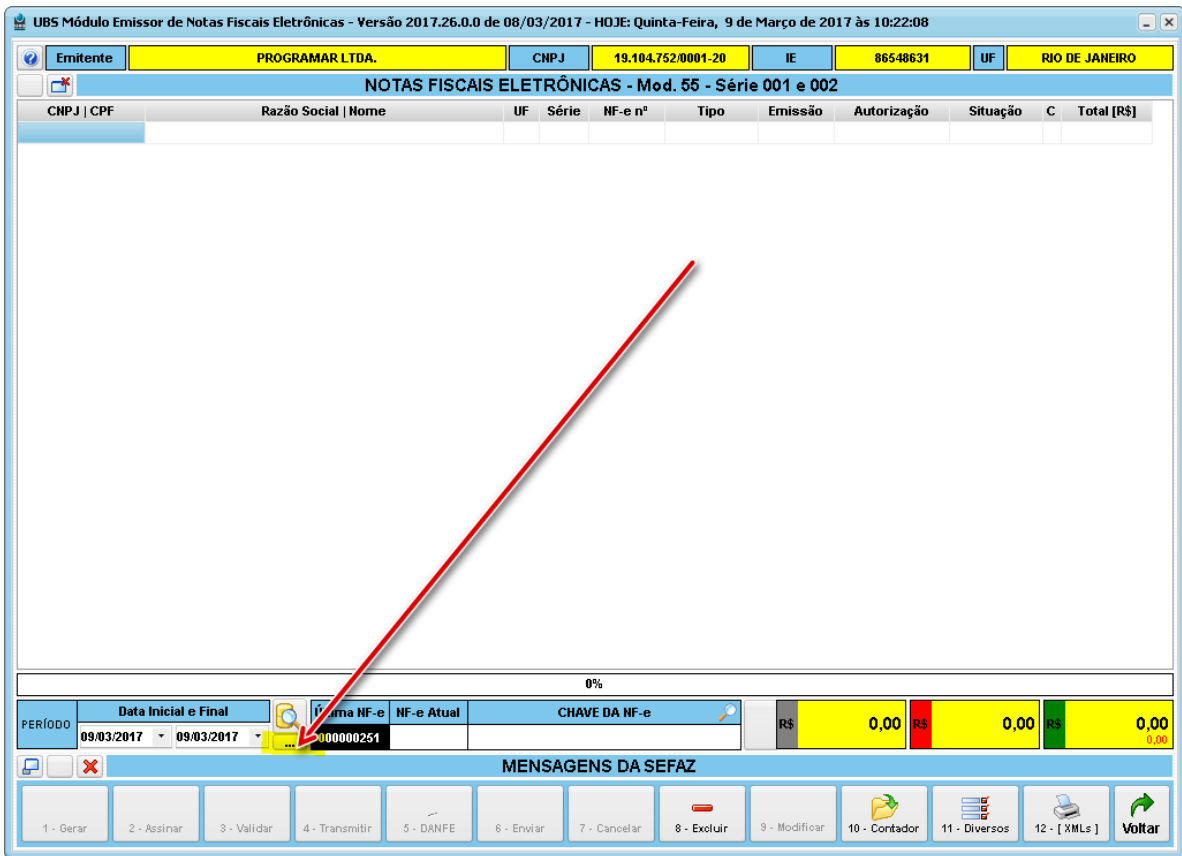 UBS Módulo Emissor de Notas Fiscais Eletrônicas - Versão 2017.26.0.0 de 08/03/2017 - HOJE: Quinta-Feira, 9 de Março de 2017 às 10:22:08
Emitente PROGRAMAR LTDA. CNPJ 19.104.752/0001-20 IE 86548631 UF RIO DE JANEIRO
NOTAS FISCAIS ELETRÔNICAS - Mod. 55 - Série 001 e 002
CNPJ | CPF Razão Social | Nome UF Série NF-e nº Tipo Emissão Autorização Situação C Total [R$]
0%
PERÍODO Data Inicial e Final Última NF-e NF-e Atual CHAVE DA NF-e R$ 0,00 R$ 0,00 R$ 0,00
09/03/2017 09/03/2017 ... 000000251 0,00
MENSAGENS DA SEFAZ
1 - Gerar 2 - Assinar 3 - Validar 4 - Transmitir 5 - DANFE 6 - Enviar 7 - Cancelar 8 - Excluir 9 - Modificar 10 - Contador 11 - Diversos 12 - [ XMLs ] Voltar